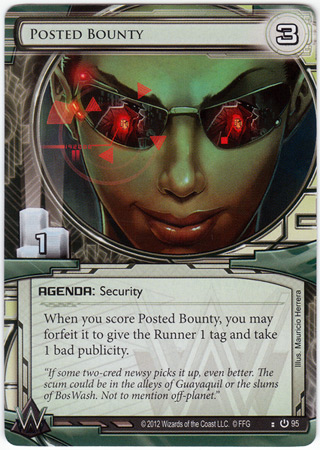 Posted Bounty
3
1
AGENDA: Security
When you score Posted Bounty, you may
forfeit it to give the Runner 1 tag and take
1 bad publicity.
"If some two-cred newsy picks it up, even better. The
scum could be in the alleys of Guayaquil or the slums
of BosWash. Not to mention off-planet."
Illus. Mauricio Herrera
© 2012 Wizards of the Coast LLC. © FFG
95